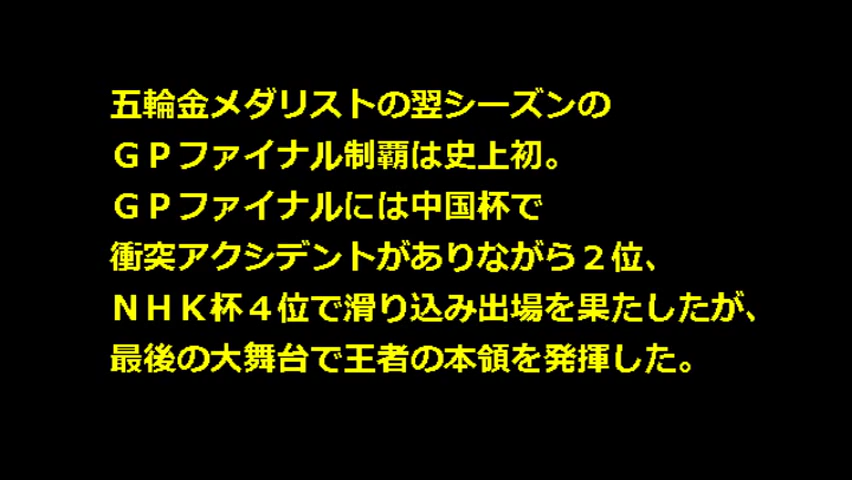 五輪金メダリストの翌シーズンの
ＧＰファイナル制覇は史上初。
ＧＰファイナルには中国杯で
衝突アクシデントがありながら２位、
ＮＨＫ杯４位で滑り込み出場を果たしたが、
最後の大舞台で王者の本領を発揮した。